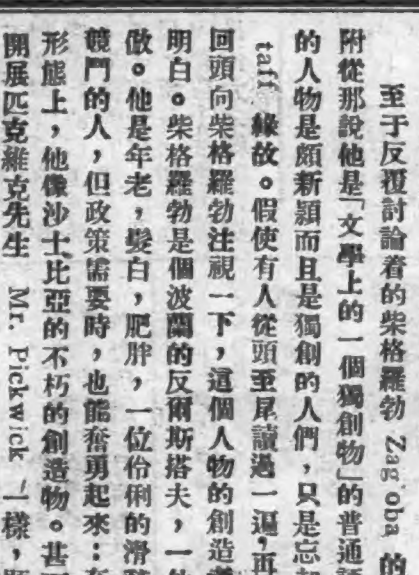 至于反覆討論着的柴格羅勃 Zagłoba 的
附從那說他是「文學上的一個獨創物」的普通
的人物是頗新潁而且是獨創的人們，只是忘
taff 緣故。假使有人從頭至尾讀過一遍，再
回頭向柴格羅勃注視一下，這個人物的創造
明白。柴格羅勃是個波蘭的反爾斯搭夫，一
傲。他是年老，髮白，肥胖，一位伶俐的滑
競門的人，但政策需要時，也能奮勇起來：
形態上，他像沙士比亞的不朽的創造物。甚
開展匹克維克先生 Mr. Pickwick 一樣，